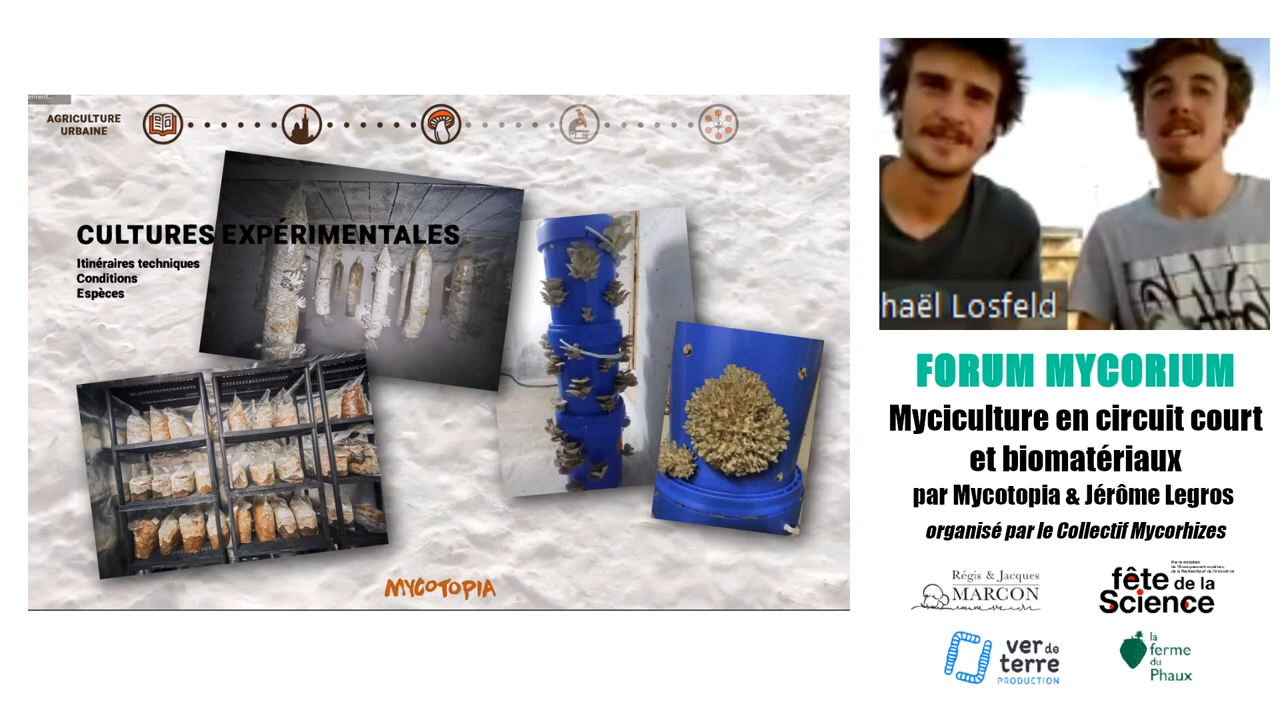 AGRICULTURE
URBAINE
CULTURES EXPÉRIMENTALES
Itinéraires techniques
Conditions
Espèces
MYCOTOPIA
haël Losfeld
FORUM MYCORIUM
Myciculture en circuit court
et biomatériaux
par Mycotopia & Jérôme Legros
organisé par le Collectif Mycorhizes
Régis & Jacques
MARCON
fête de la
Science
ver de
terre
PRODUCTION
la
ferme
du
Phaux